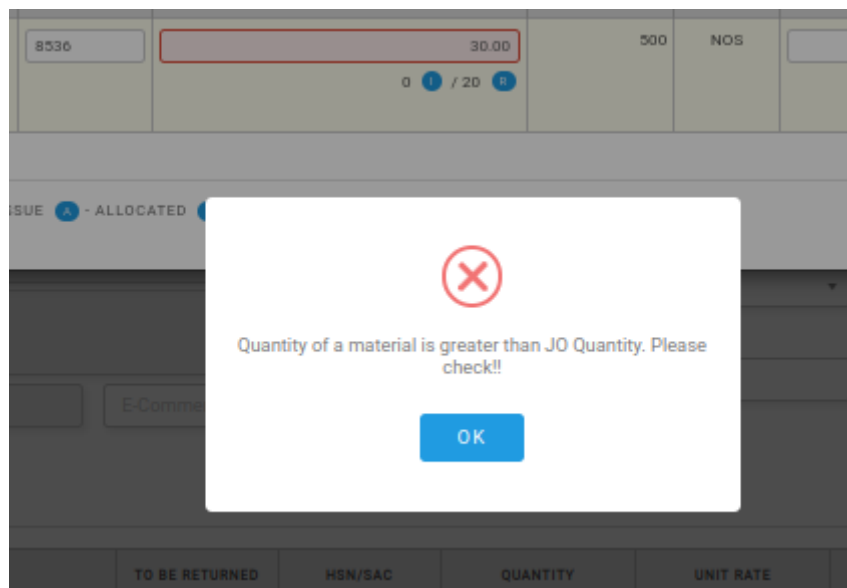 8536 30.00 500 NOS
0 I / 20 R
SSUE A - ALLOCATED
Quantity of a material is greater than JO Quantity. Please
check!!
E-Comme
OK
TO BE RETURNED HSN/SAC QUANTITY UNIT RATE